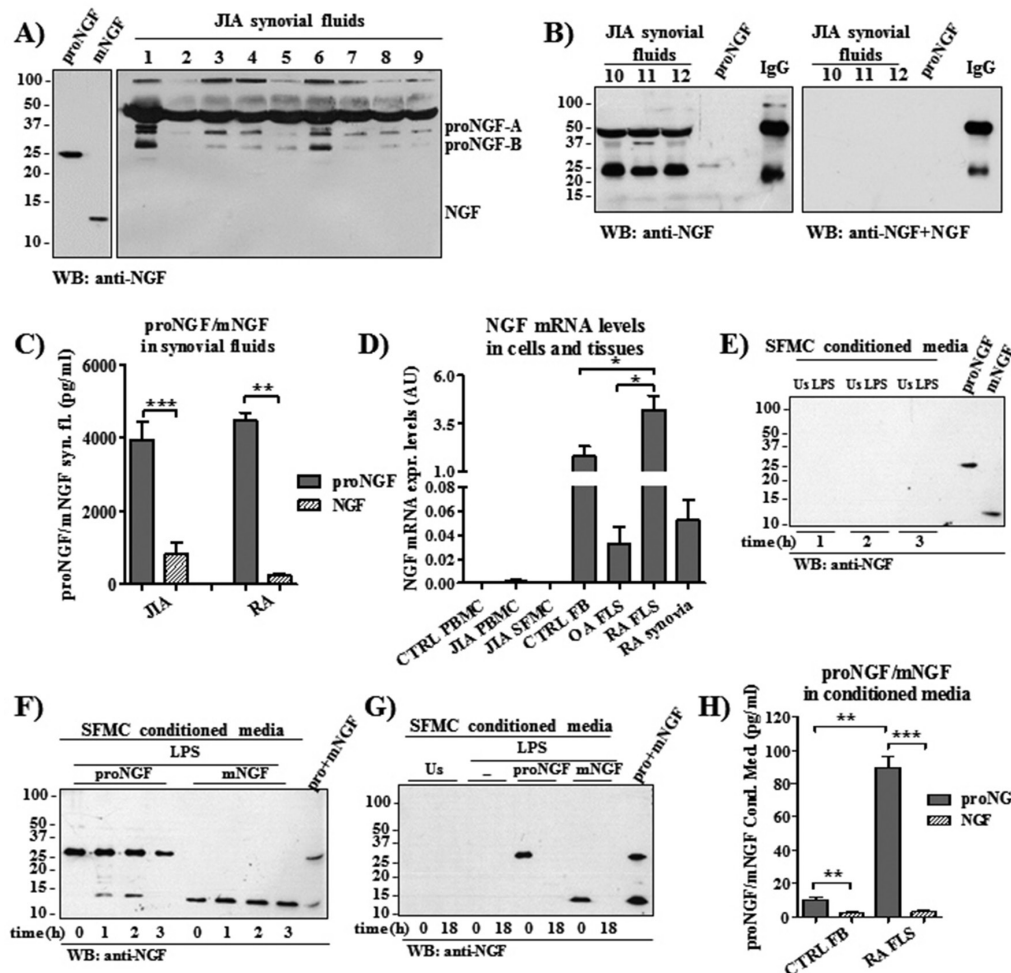 A)
proNGF
mNGF
JIA synovial fluids
1 2 3 4 5 6 7 8 9
100
50
37
25
20
15
10
proNGF-A
proNGF-B
NGF
WB: anti-NGF
B)
JIA synovial
fluids
10 11 12
proNGF
IgG
JIA synovial
fluids
10 11 12
proNGF
IgG
100
50
37
25
20
15
WB: anti-NGF
WB: anti-NGF+NGF
C)
proNGF/mNGF
in synovial fluids
proNGF/mNGF syn. fl. (pg/ml)
6000
4000
2000
0
***
**
JIA
RA
proNGF
NGF
D)
NGF mRNA levels
in cells and tissues
NGF mRNA expr. levels (AU)
6.0
3.5
1.0
0.08
0.06
0.04
0.02
0.00
*
*
CTRL PBMC
JIA PBMC
JIA SFMC
CTRL FB
OA FLS
RA FLS
RA synovia
E)
SFMC conditioned media
Us LPS Us LPS Us LPS
proNGF
mNGF
100
50
37
25
15
10
time(h) 1 2 3
WB: anti-NGF
F)
SFMC conditioned media
LPS
proNGF mNGF
pro+mNGF
100
50
37
25
15
10
time(h) 0 1 2 3 0 1 2 3
WB: anti-NGF
G)
SFMC conditioned media
LPS
Us _ proNGF mNGF
pro+mNGF
100
50
37
25
15
10
time(h) 0 18 0 18 0 18 0 18
WB: anti-NGF
H)
proNGF/mNGF
in conditioned media
proNGF/mNGF Cond. Med. (pg/ml)
120
100
80
60
40
20
0
**
**
***
CTRL FB
RA FLS
proNG
NGF